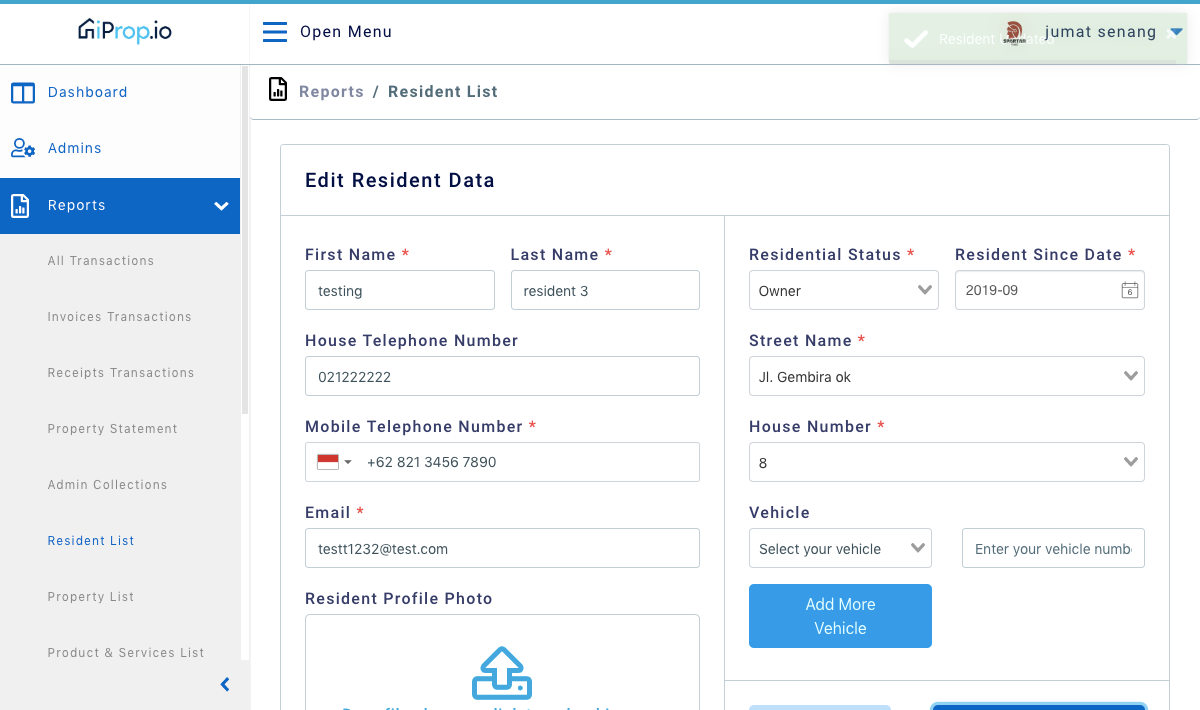 iProp.io
Open Menu
Resident Updated
jumat senang
Dashboard
Reports / Resident List
Admins
Edit Resident Data
Reports
First Name *
Last Name *
Residential Status *
Resident Since Date *
testing
resident 3
Owner
2019-09
6
All Transactions
Invoices Transactions
House Telephone Number
Street Name *
021222222
Jl. Gembira ok
Receipts Transactions
Property Statement
Mobile Telephone Number *
House Number *
+62 821 3456 7890
8
Admin Collections
Email *
Vehicle
Resident List
testt1232@test.com
Select your vehicle
Enter your vehicle numb
Property List
Resident Profile Photo
Add More
Vehicle
Product & Services List